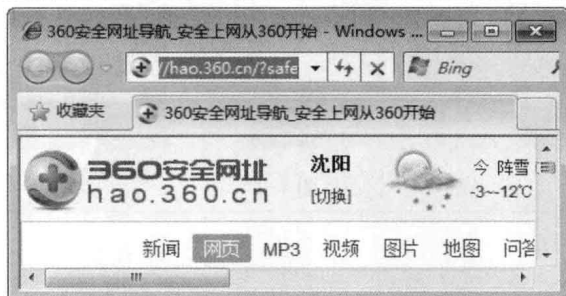 360安全网址导航_安全上网从360开始 - Windows ...
//hao.360.cn/?safe
Bing
收藏夹
360安全网址导航_安全上网从360开始
360安全网址
hao.360.cn
沈阳
[切换]
今 阵雪
-3~-12℃
新闻 网页 MP3 视频 图片 地图 问答